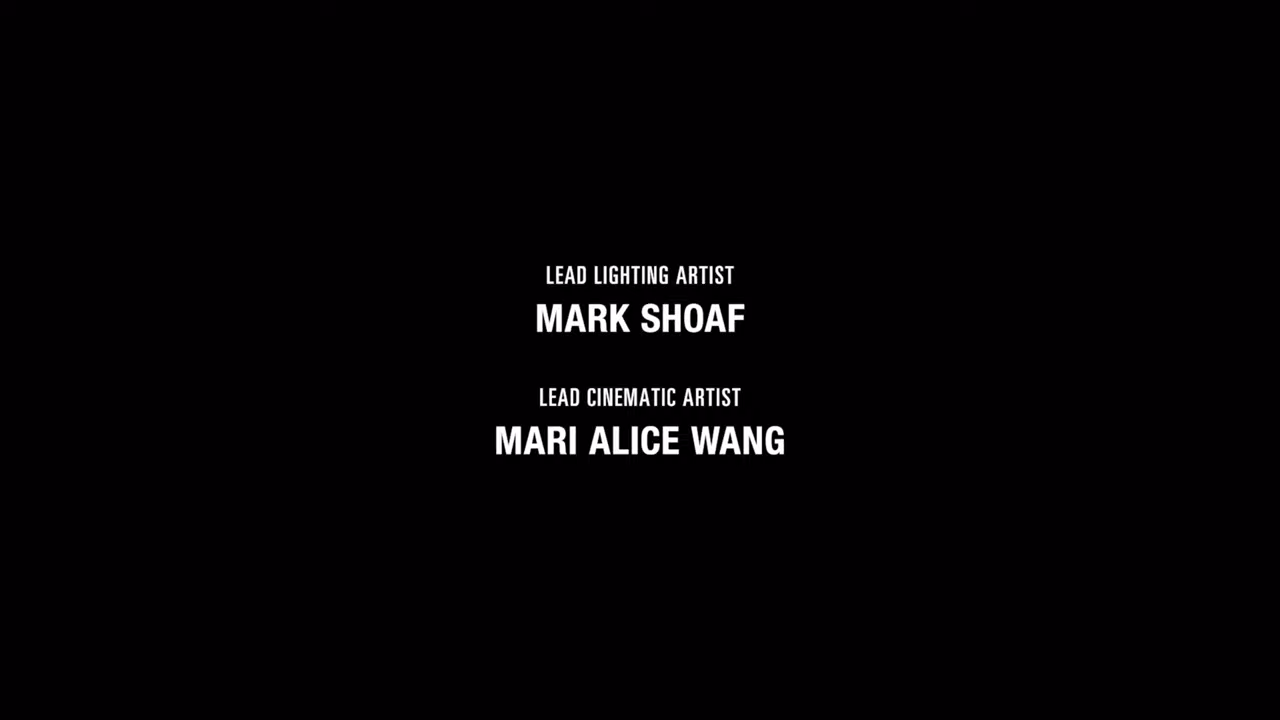 LEAD LIGHTING ARTIST
MARK SHOAF
LEAD CINEMATIC ARTIST
MARI ALICE WANG